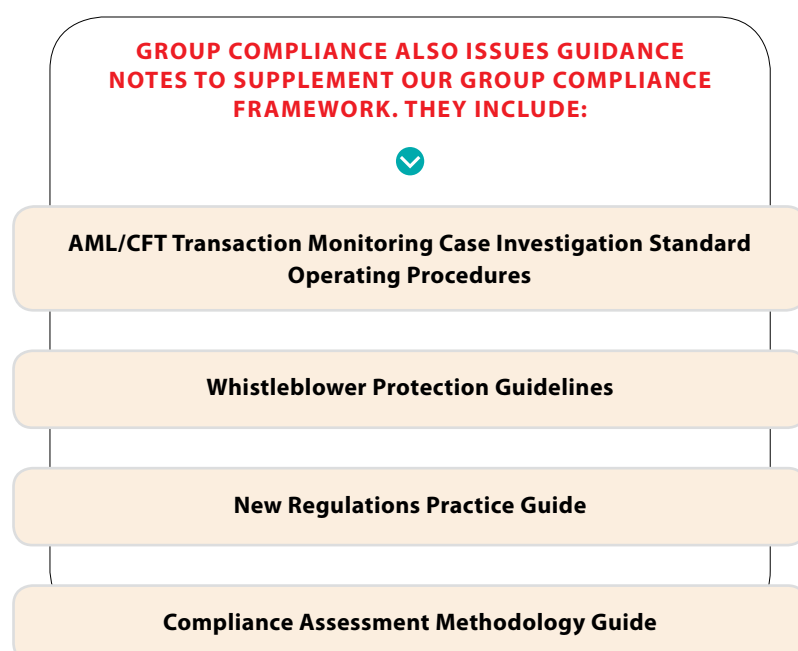 GROUP COMPLIANCE ALSO ISSUES GUIDANCE
NOTES TO SUPPLEMENT OUR GROUP COMPLIANCE
FRAMEWORK. THEY INCLUDE:
AML/CFT Transaction Monitoring Case Investigation Standard
Operating Procedures
Whistleblower Protection Guidelines
New Regulations Practice Guide
Compliance Assessment Methodology Guide